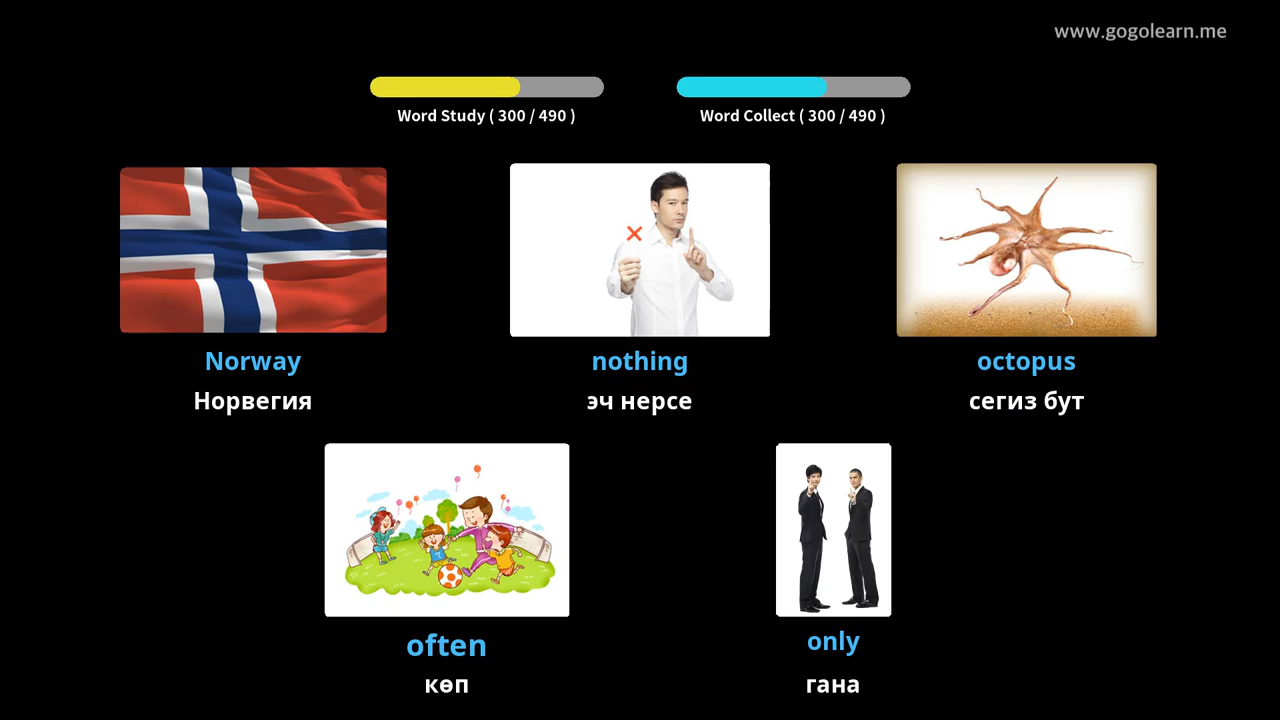 www.gogolearn.me
Word Study ( 300 / 490 )
Word Collect ( 300 / 490 )
Norway
Норвегия
nothing
эч нерсе
octopus
сегиз бут
often
көп
only
гана